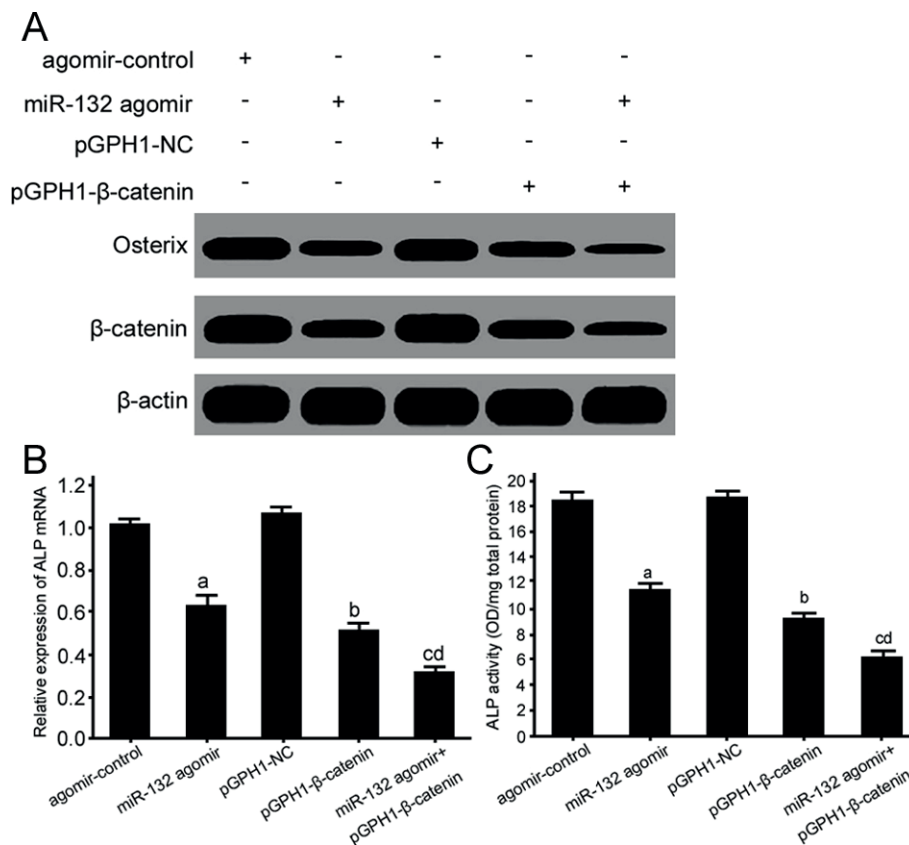 A
agomir-control + - - - -
miR-132 agomir - + - - +
pGPH1-NC - - + - -
pGPH1-β-catenin - - - + +
Osterix
β-catenin
β-actin
B
Relative expression of ALP mRNA
1.2
1.0
0.8
0.6
0.4
0.2
0.0
a
b
cd
agomir-control
miR-132 agomir
pGPH1-NC
pGPH1-β-catenin
miR-132 agomir+
pGPH1-β-catenin
C
ALP activity (OD/mg total protein)
20
18
16
14
12
10
8
6
4
2
0
a
b
cd
agomir-control
miR-132 agomir
pGPH1-NC
pGPH1-β-catenin
miR-132 agomir+
pGPH1-β-catenin